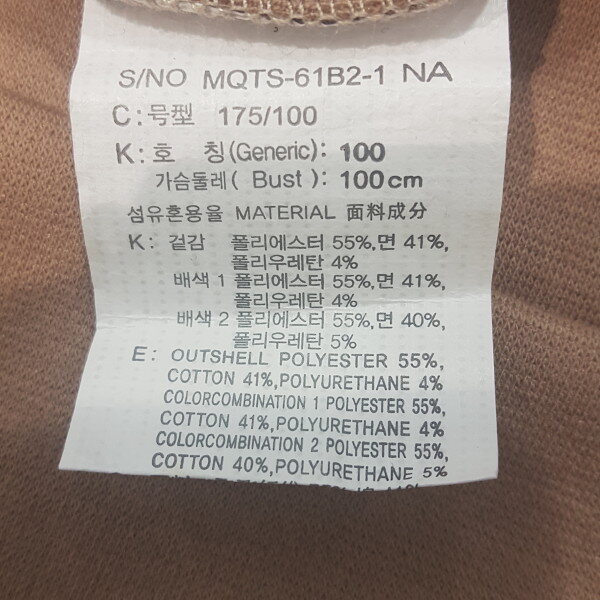 S/NO MQTS-61B2-1 NA
C:号型 175/100
K:호 칭(Generic): 100
가슴둘레( Bust ): 100cm
섬유혼용율 MATERIAL 面料成分
K: 겉감 폴리에스터 55%,면 41%,
폴리우레탄 4%
배색 1 폴리에스터 55%,면 41%,
폴리우레탄 4%
배색 2 폴리에스터 55%,면 40%,
폴리우레탄 5%
E: OUTSHELL POLYESTER 55%,
COTTON 41%,POLYURETHANE 4%
COLORCOMBINATION 1 POLYESTER 55%,
COTTON 41%,POLYURETHANE 4%
COLORCOMBINATION 2 POLYESTER 55%,
COTTON 40%,POLYURETHANE 5%